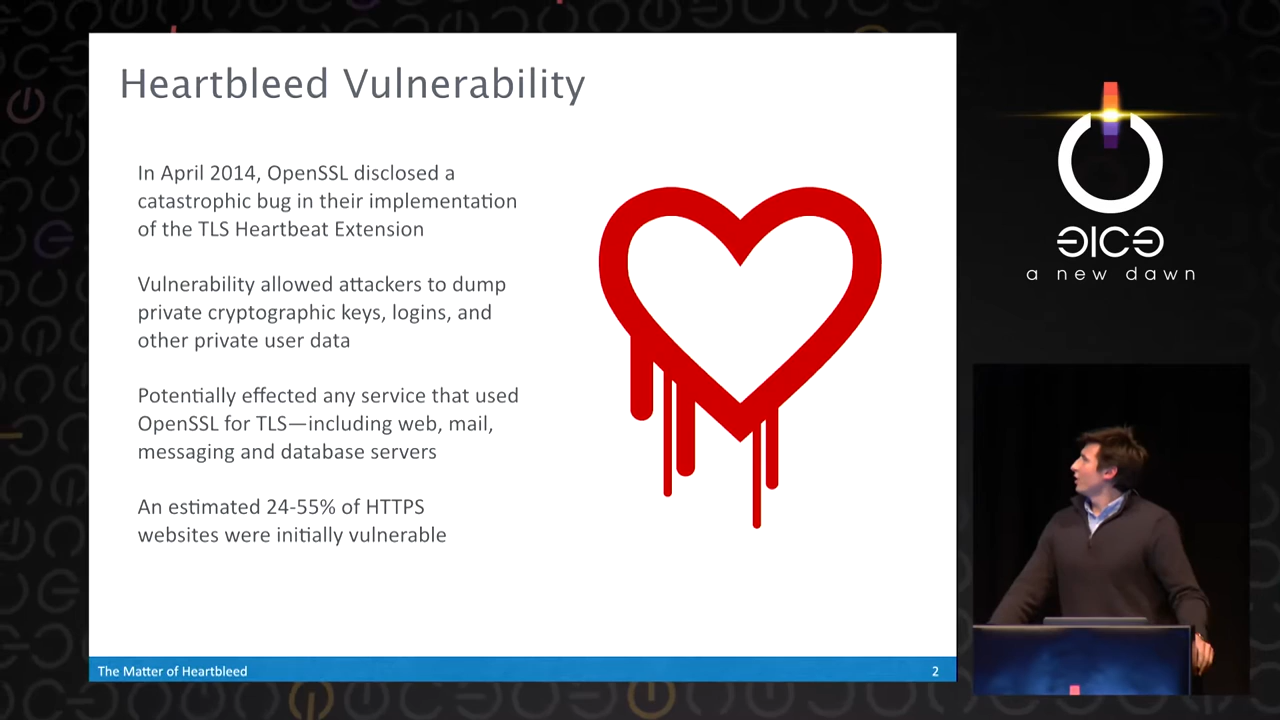 Heartbleed Vulnerability
In April 2014, OpenSSL disclosed a
catastrophic bug in their implementation
of the TLS Heartbeat Extension
Vulnerability allowed attackers to dump
private cryptographic keys, logins, and
other private user data
Potentially effected any service that used
OpenSSL for TLS—including web, mail,
messaging and database servers
An estimated 24-55% of HTTPS
websites were initially vulnerable
The Matter of Heartbleed
2
a new dawn